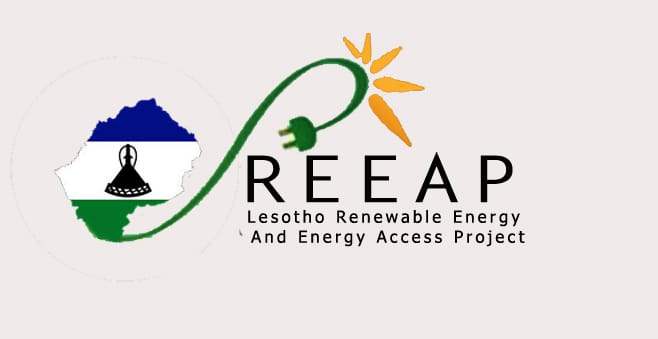 REEAP
Lesotho Renewable Energy
And Energy Access Project